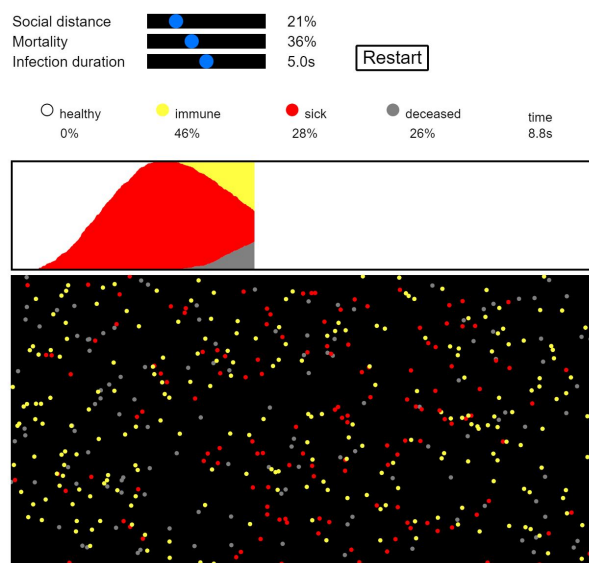 Social distance 21%
Mortality 36%
Infection duration 5.0s
Restart
healthy immune sick deceased time
0% 46% 28% 26% 8.8s